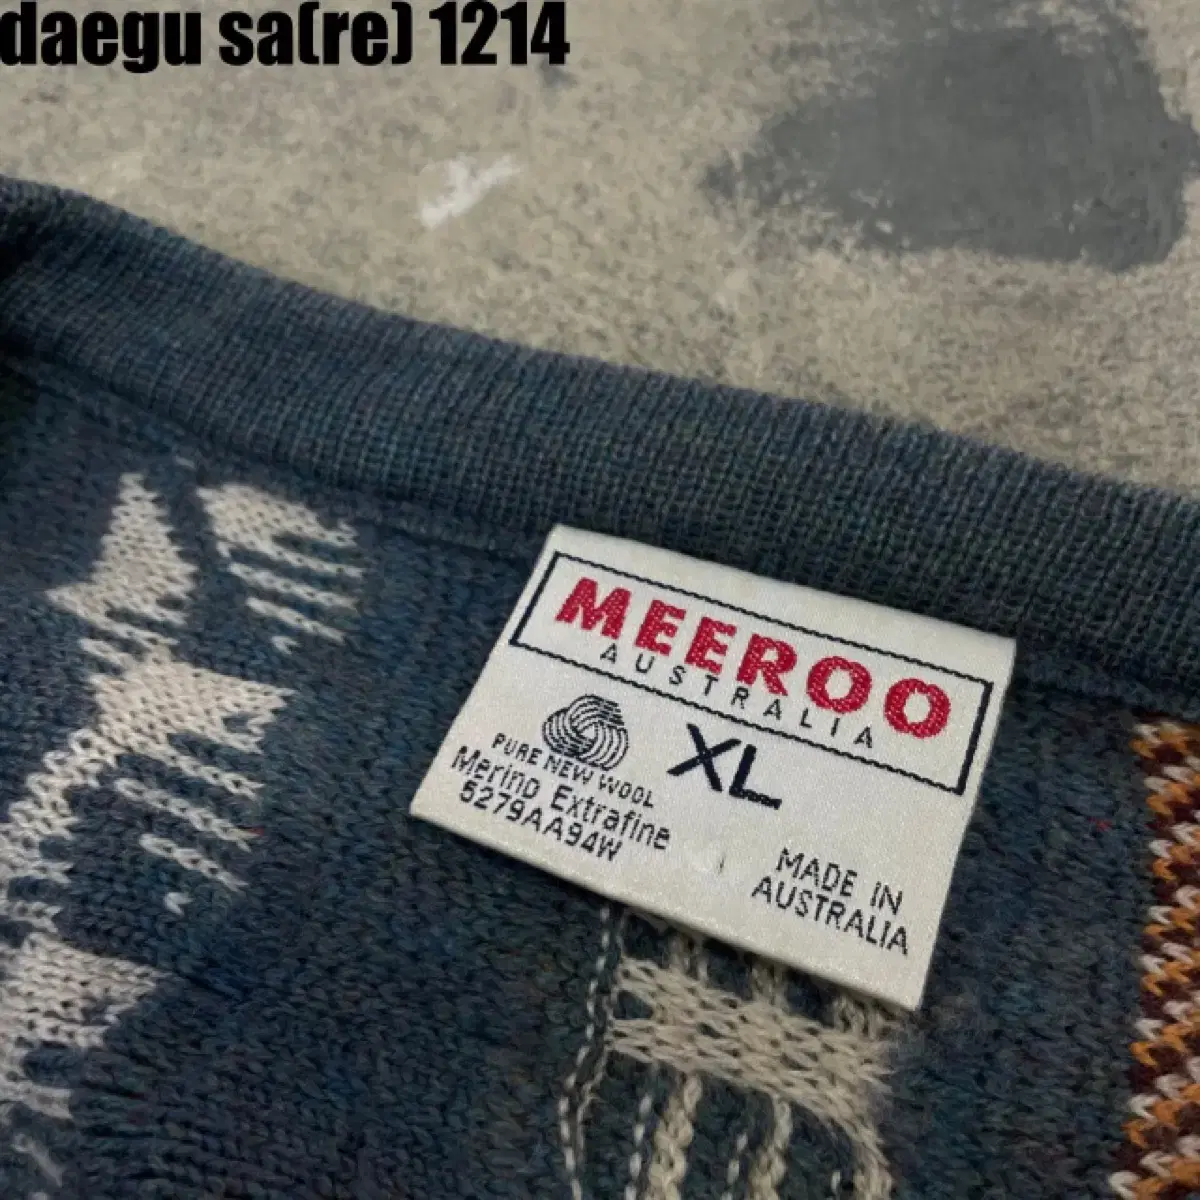 daegu sa(re) 1214
MEEROO
AUSTRALIA
XL
PURE NEW WOOL
Merino Extrafine
5279AA94W
MADE IN
AUSTRALIA